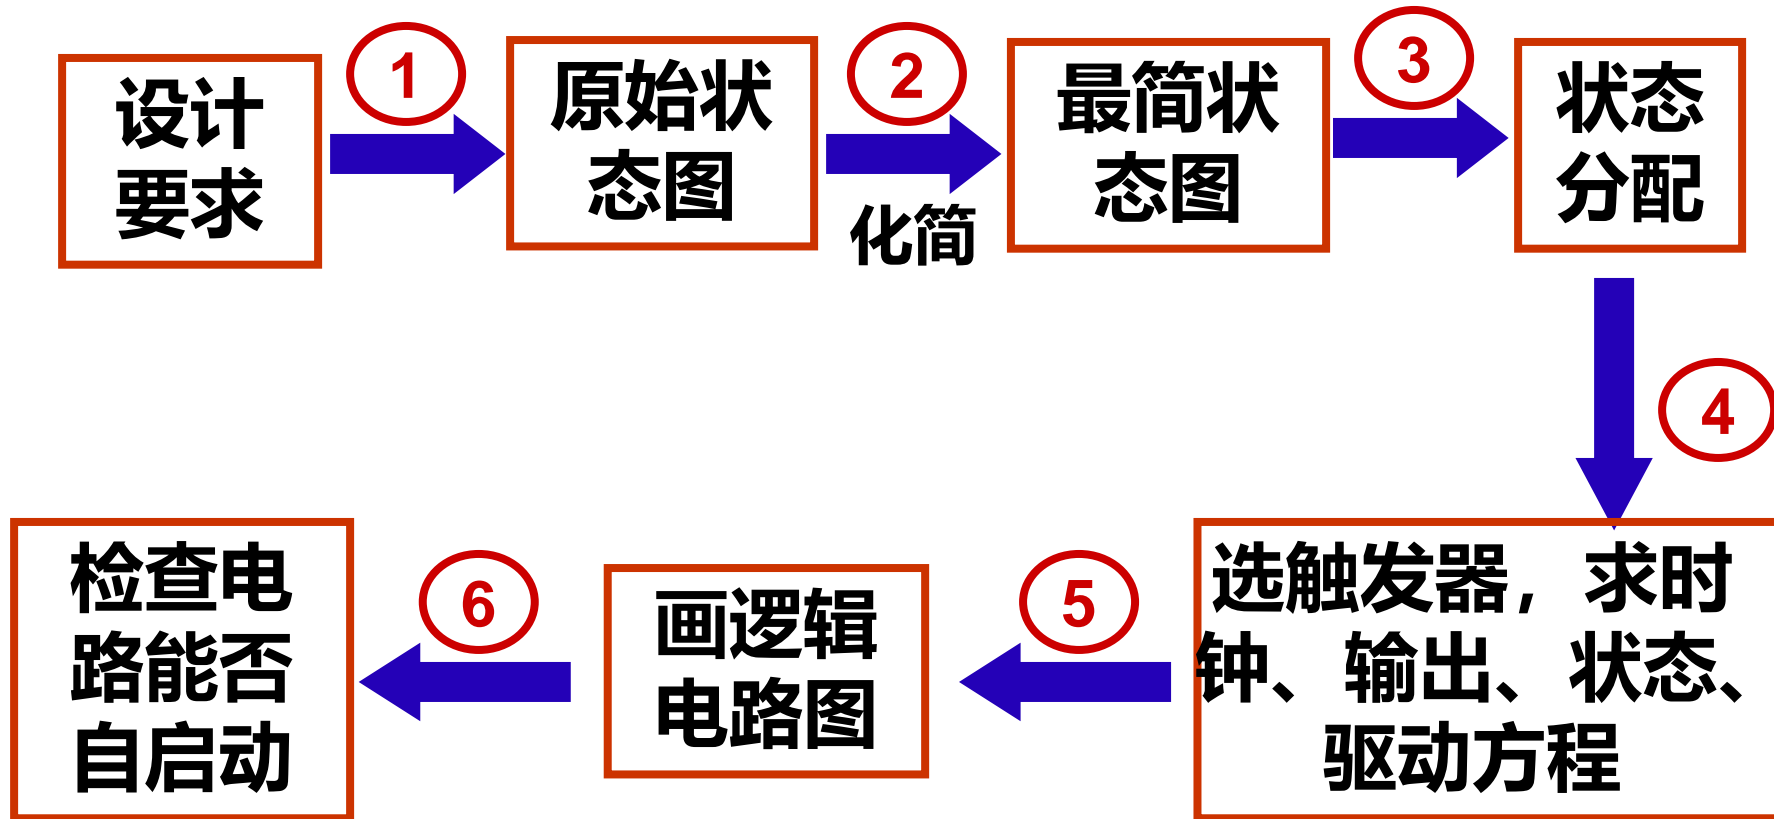 设计
要求
1
原始状
态图
2
化简
最简状
态图
3
状态
分配
4
选触发器，求时
钟、输出、状态、
驱动方程
5
画逻辑
电路图
6
检查电
路能否
自启动